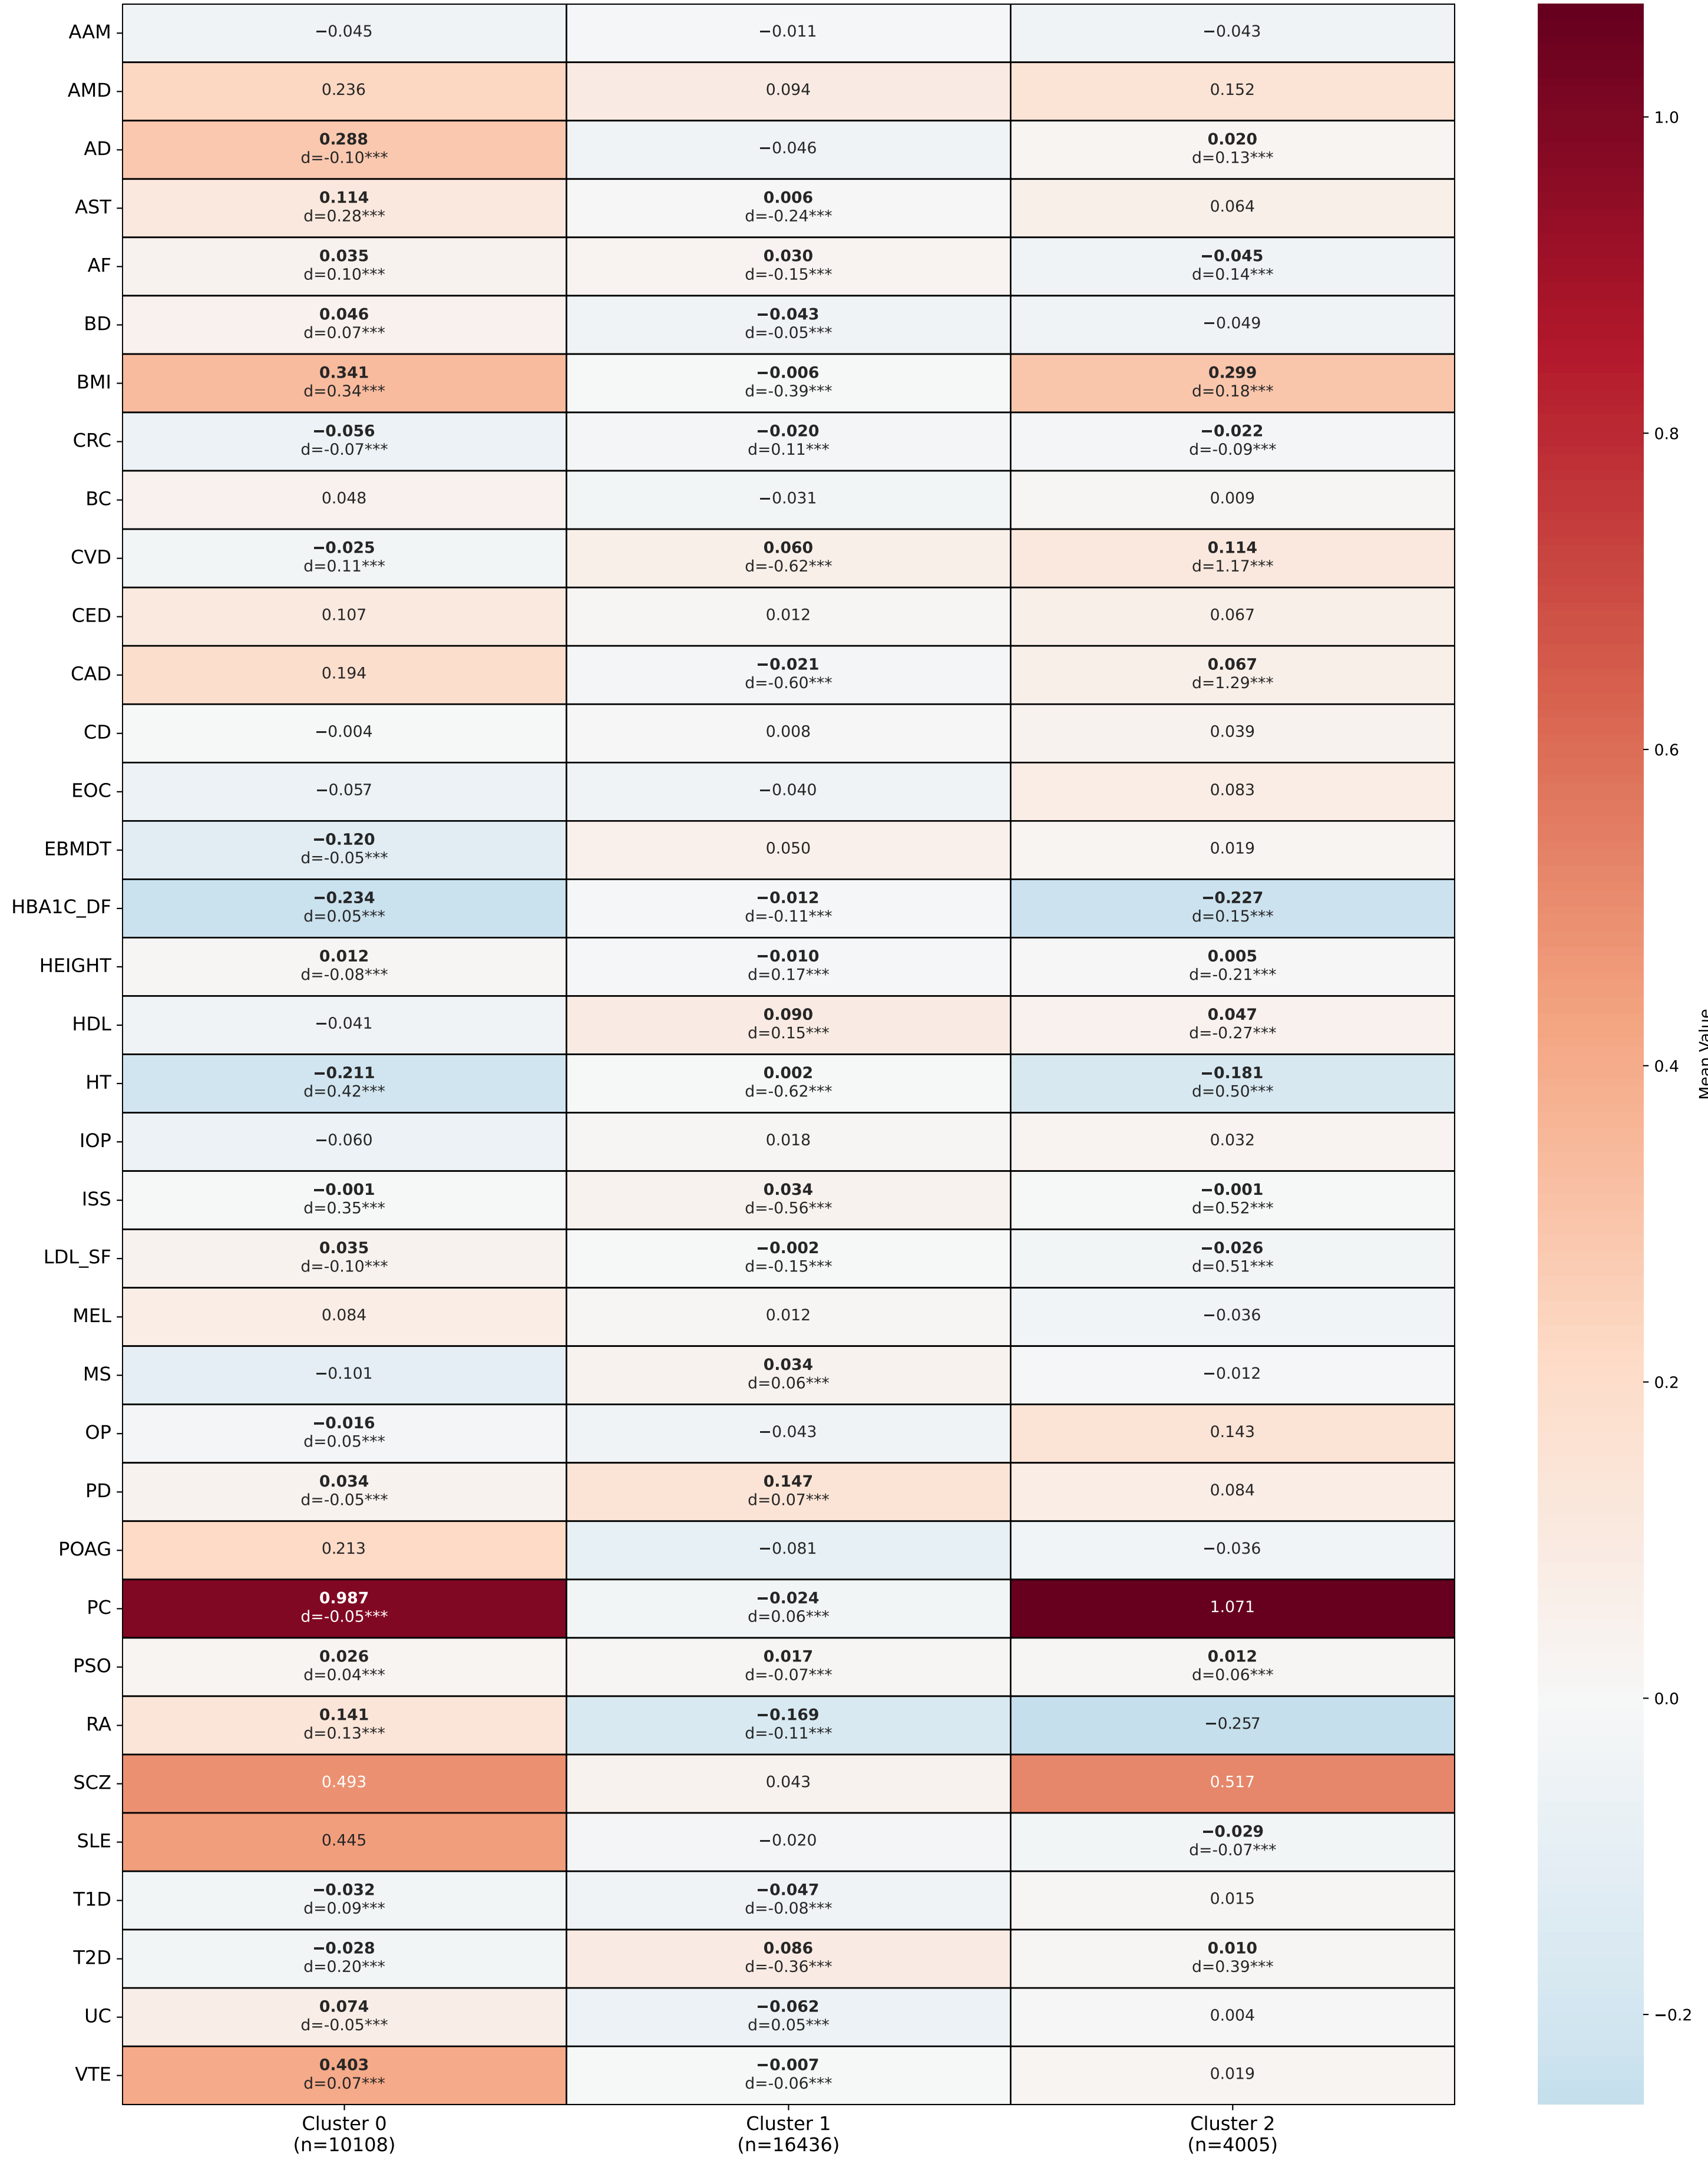 AAM −0.045 −0.011 −0.043
AMD 0.236 0.094 0.152
AD 0.288 −0.046 0.020
d=-0.10*** d=0.13***
AST 0.114 0.006 0.064
d=0.28*** d=-0.24***
AF 0.035 0.030 −0.045
d=0.10*** d=-0.15*** d=0.14***
BD 0.046 −0.043 −0.049
d=0.07*** d=-0.05***
BMI 0.341 −0.006 0.299
d=0.34*** d=-0.39*** d=0.18***
CRC −0.056 −0.020 −0.022
d=-0.07*** d=0.11*** d=-0.09***
BC 0.048 −0.031 0.009
CVD −0.025 0.060 0.114
d=0.11*** d=-0.62*** d=1.17***
CED 0.107 0.012 0.067
CAD 0.194 −0.021 0.067
d=-0.60*** d=1.29***
CD −0.004 0.008 0.039
EOC −0.057 −0.040 0.083
EBMDT −0.120 0.050 0.019
d=-0.05***
HBA1C_DF −0.234 −0.012 −0.227
d=0.05*** d=-0.11*** d=0.15***
HEIGHT 0.012 −0.010 0.005
d=-0.08*** d=0.17*** d=-0.21***
HDL −0.041 0.090 0.047
d=0.15*** d=-0.27***
HT −0.211 0.002 −0.181
d=0.42*** d=-0.62*** d=0.50***
IOP −0.060 0.018 0.032
ISS −0.001 0.034 −0.001
d=0.35*** d=-0.56*** d=0.52***
LDL_SF 0.035 −0.002 −0.026
d=-0.10*** d=-0.15*** d=0.51***
MEL 0.084 0.012 −0.036
MS −0.101 0.034 −0.012
d=0.06***
OP −0.016 −0.043 0.143
d=0.05***
PD 0.034 0.147 0.084
d=-0.05*** d=0.07***
POAG 0.213 −0.081 −0.036
PC 0.987 −0.024 1.071
d=-0.05*** d=0.06***
PSO 0.026 0.017 0.012
d=0.04*** d=-0.07*** d=0.06***
RA 0.141 −0.169 −0.257
d=0.13*** d=-0.11***
SCZ 0.493 0.043 0.517
SLE 0.445 −0.020 −0.029
d=-0.07***
T1D −0.032 −0.047 0.015
d=0.09*** d=-0.08***
T2D −0.028 0.086 0.010
d=0.20*** d=-0.36*** d=0.39***
UC 0.074 −0.062 0.004
d=-0.05*** d=0.05***
VTE 0.403 −0.007 0.019
d=0.07*** d=-0.06***
Cluster 0 Cluster 1 Cluster 2
(n=10108) (n=16436) (n=4005)
1.0
0.8
0.6
0.4
0.2
0.0
−0.2
Mean Value